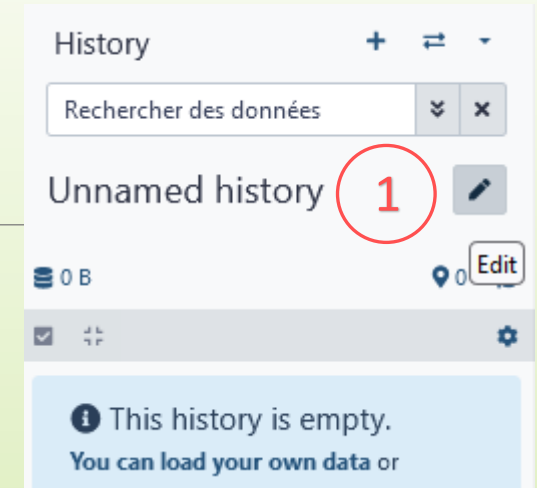 History
Rechercher des données
Unnamed history 1
Edit
0 B
0
This history is empty.
You can load your own data or